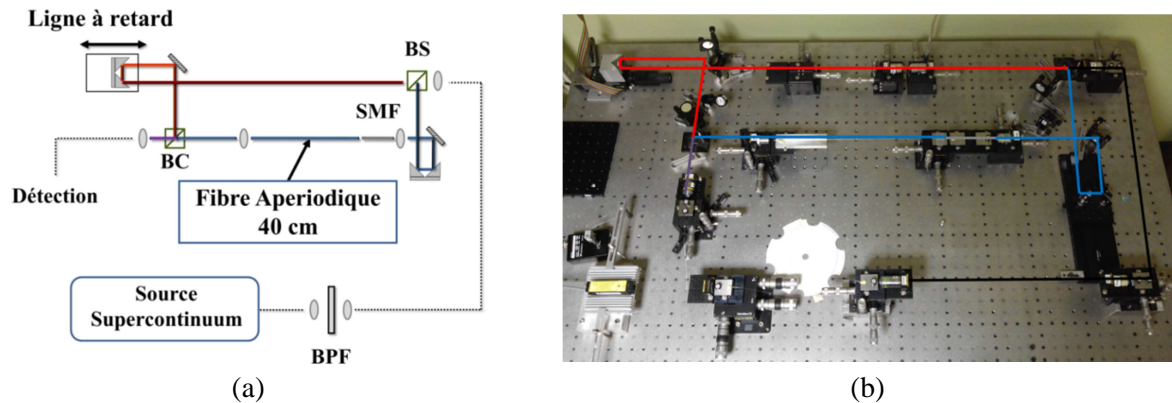 Ligne à retard
BS
SMF
BC
Détection
Fibre Aperiodique
40 cm
Source
Supercontinuum
BPF
(a)
(b)